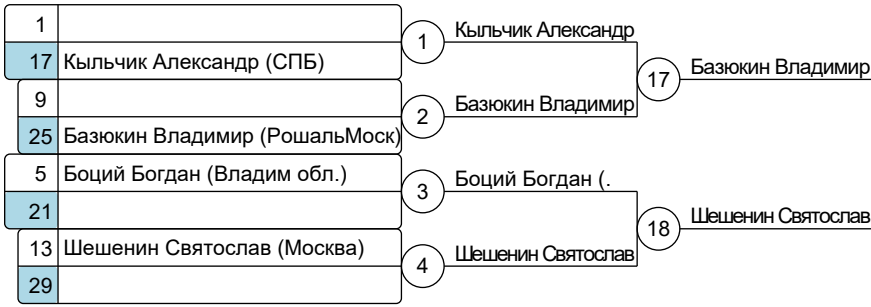 1
17 Кыльчик Александр (СПБ)
9
25 Базюкин Владимир (РошальМоск)
5 Боций Богдан (Владим обл.)
21
13 Шешенин Святослав (Москва)
29
1 Кыльчик Александр
2 Базюкин Владимир
3 Боций Богдан (.
4 Шешенин Святослав
17 Базюкин Владимир
18 Шешенин Святослав